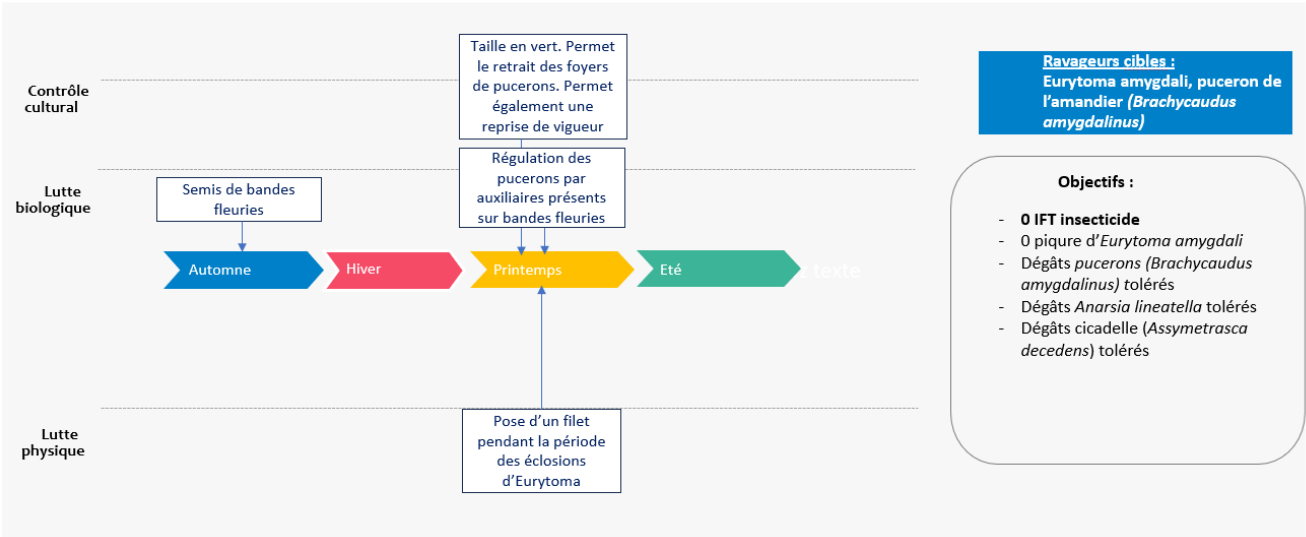 Taille en vert. Permet
le retrait des foyers
de pucerons. Permet
également une
reprise de vigueur
Ravageurs cibles :
Eurytoma amygdali, puceron de
l'amandier (Brachycaudus
amygdalinus)
Contrôle
cultural
Régulation des
pucerons par
auxiliaires présents
sur bandes fleuries
Semis de bandes
fleuries
Lutte
biologique
Objectifs :
- 0 IFT insecticide
- 0 piqure d'Eurytoma amygdali
- Dégâts pucerons (Brachycaudus
amygdalinus) tolérés
- Dégâts Anarsia lineatella tolérés
- Dégâts cicadelle (Assymetrasca
decedens) tolérés
Automne
Hiver
Printemps
Eté
texte
Pose d'un filet
pendant la période
des éclosions
d'Eurytoma
Lutte
physique